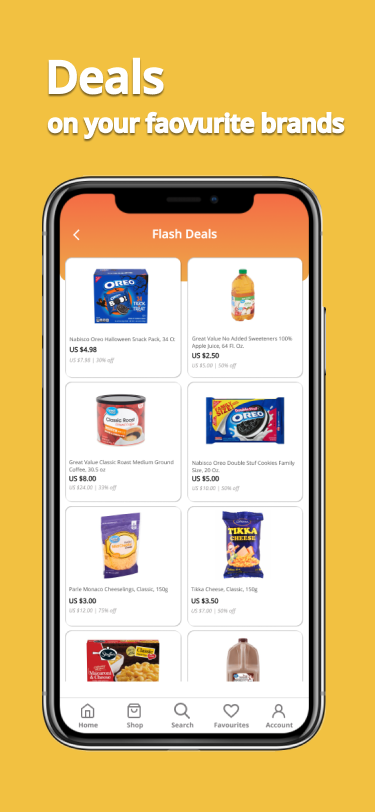 Deals
on your faovurite brands
Flash Deals
OREO
BOO!
Nabisco Oreo Halloween Snack Pack, 34 Ct
US $4.98
US $7.98 | 30% off
Great Value No Added Sweeteners 100%
Apple Juice, 64 Fl. Oz.
US $2.50
US $5.00 | 50% off
Classic Roast
Great Value Classic Roast Medium Ground
Coffee, 30,5 oz
US $8.00
US $24.00 | 33% off
OREO
Nabisco Oreo Double Stuf Cookies Family
Size, 20 Oz.
US $5.00
US $10.00 | 50% off
Parle Monaco Cheeselings, Classic, 150g
US $3.00
US $12.00 | 75% off
TIKKA
CHEESE
Tikka Cheese, Classic, 150g
US $3.50
US $7.00 | 50% off
Macaroni
& Cheese
Home
Shop
Search
Favourites
Account